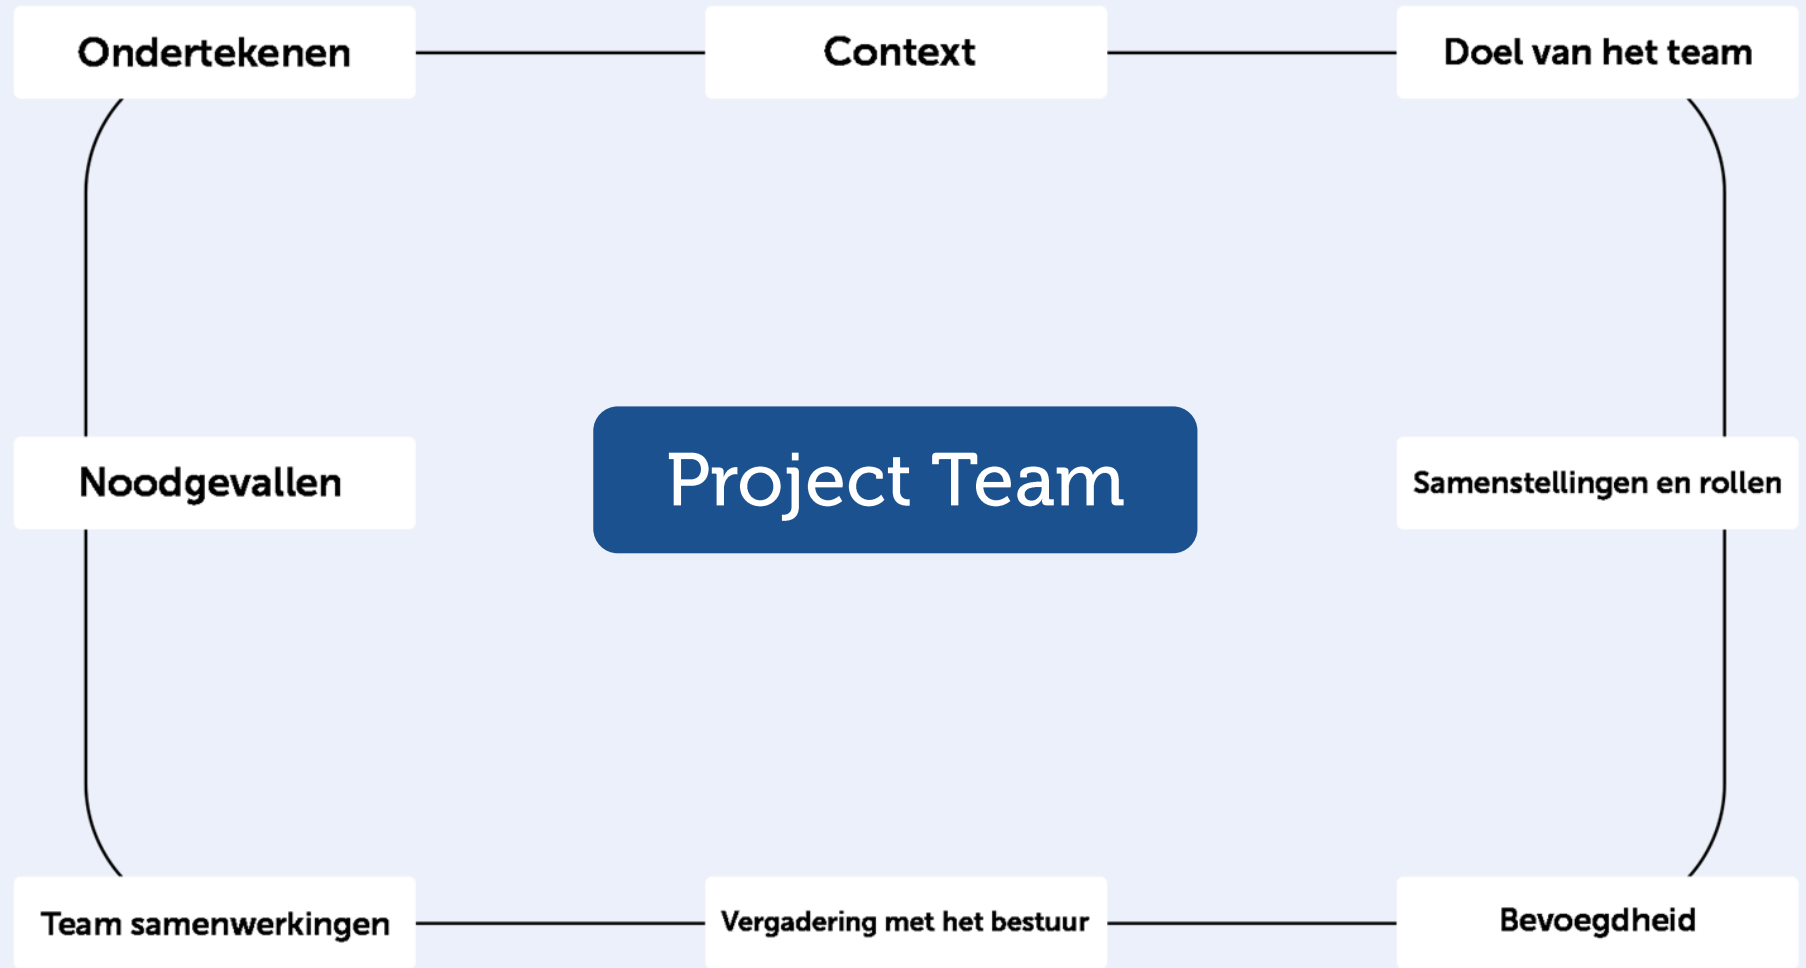 Ondertekenen
Context
Doel van het team
Noodgevallen
Project Team
Samenstellingen en rollen
Team samenwerkingen
Vergadering met het bestuur
Bevoegdheid